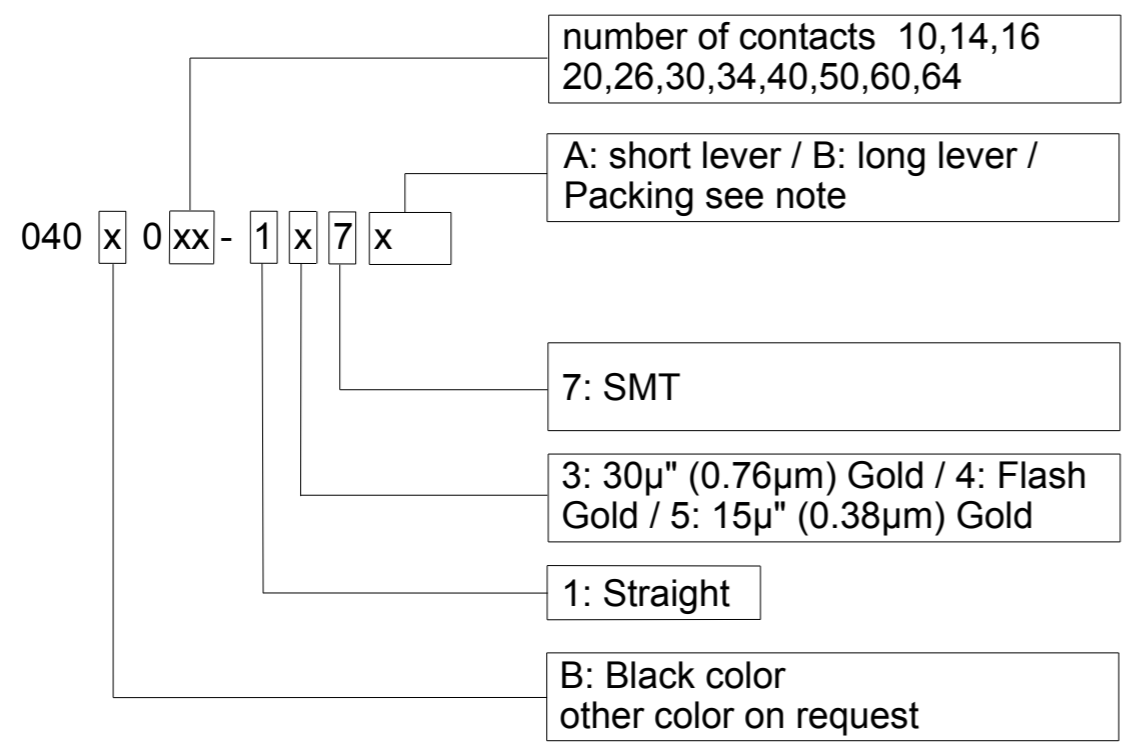 number of contacts  10,14,16
20,26,30,34,40,50,60,64
A: short lever / B: long lever /
Packing see note
040 x 0 xx - 1 x 7 x
7: SMT
3: 30µ" (0.76µm) Gold / 4: Flash
Gold / 5: 15µ" (0.38µm) Gold
1: Straight
B: Black color
other color on request